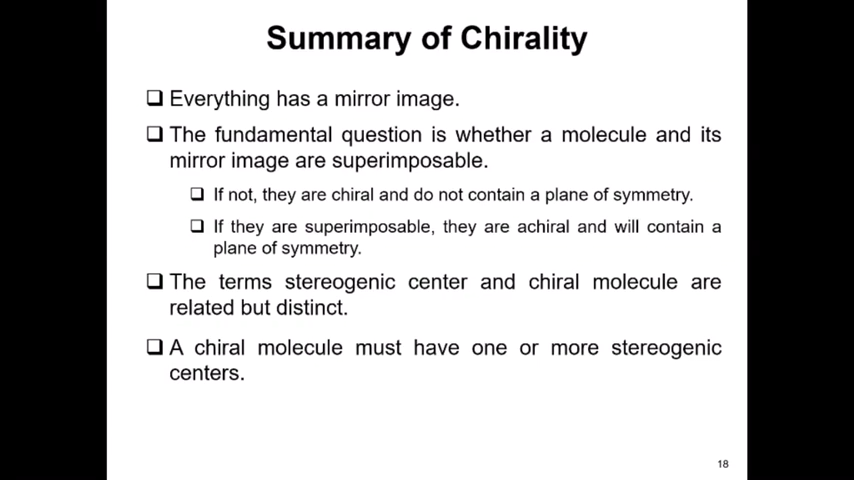 Summary of Chirality
❑ Everything has a mirror image.
❑ The fundamental question is whether a molecule and its
mirror image are superimposable.
❑ If not, they are chiral and do not contain a plane of symmetry.
❑ If they are superimposable, they are achiral and will contain a
plane of symmetry.
❑ The terms stereogenic center and chiral molecule are
related but distinct.
❑ A chiral molecule must have one or more stereogenic
centers.
18